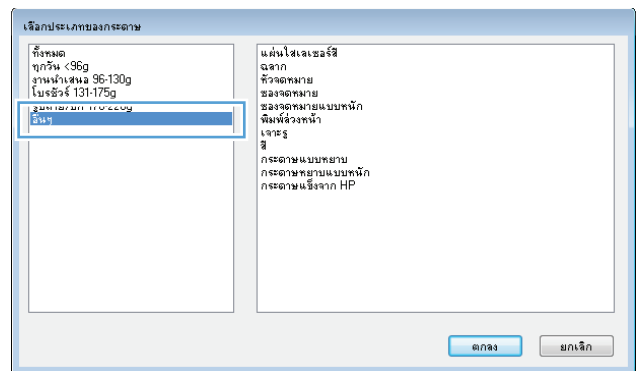 เลือกประเภทของกระดาษ
ทั้งหมด
ทุกวัน <96g
งานนำเสนอ 96-130g
โบรชัวร์ 131-175g
อื่นๆ
แผ่นใสเลเซอร์สี
ฉลาก
หัวจดหมาย
ซองจดหมาย
ซองจดหมายแบบหนัก
พิมพ์ล่วงหน้า
เจาะรู
สี
กระดาษแบบหยาบ
กระดาษหยาบแบบหนัก
กระดาษแข็งจาก HP
ตกลง
ยกเลิก